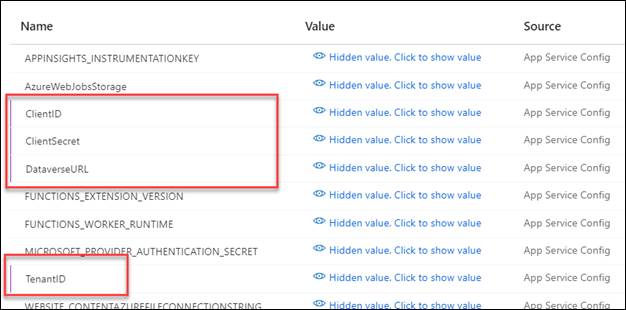 Name Value Source
APPINSIGHTS_INSTRUMENTATIONKEY Hidden value. Click to show value App Service Config
AzureWebJobsStorage Hidden value. Click to show value App Service Config
ClientID Hidden value. Click to show value App Service Config
ClientSecret Hidden value. Click to show value App Service Config
DataverseURL Hidden value. Click to show value App Service Config
FUNCTIONS_EXTENSION_VERSION Hidden value. Click to show value App Service Config
FUNCTIONS_WORKER_RUNTIME Hidden value. Click to show value App Service Config
MICROSOFT_PROVIDER_AUTHENTICATION_SECRET Hidden value. Click to show value App Service Config
TenantID Hidden value. Click to show value App Service Config
WEBSITE_CONTENTAZUREFILECONNECTIONSTRING Hidden value. Click to show value App Service Config